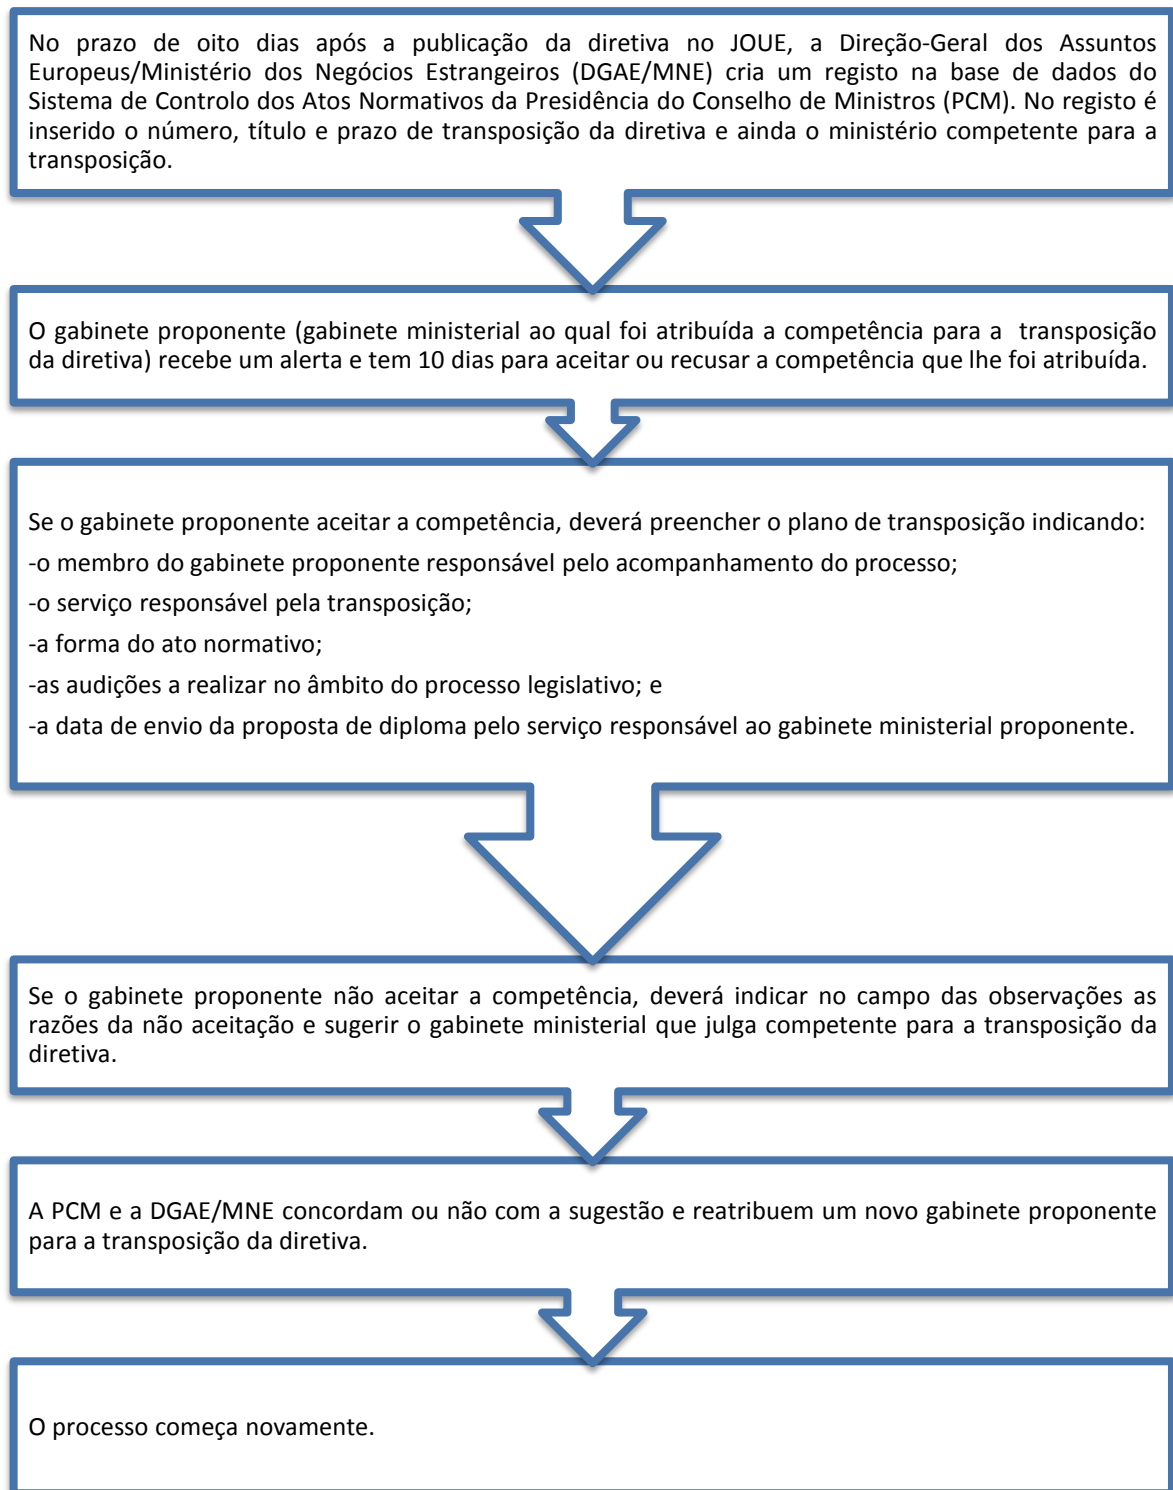 No prazo de oito dias após a publicação da diretiva no JOUE, a Direção-Geral dos Assuntos
Europeus/Ministério dos Negócios Estrangeiros (DGAE/MNE) cria um registo na base de dados do
Sistema de Controlo dos Atos Normativos da Presidência do Conselho de Ministros (PCM). No registo é
inserido o número, título e prazo de transposição da diretiva e ainda o ministério competente para a
transposição.
O gabinete proponente (gabinete ministerial ao qual foi atribuída a competência para a transposição
da diretiva) recebe um alerta e tem 10 dias para aceitar ou recusar a competência que lhe foi atribuída.
Se o gabinete proponente aceitar a competência, deverá preencher o plano de transposição indicando:
-o membro do gabinete proponente responsável pelo acompanhamento do processo;
-o serviço responsável pela transposição;
-a forma do ato normativo;
-as audições a realizar no âmbito do processo legislativo; e
-a data de envio da proposta de diploma pelo serviço responsável ao gabinete ministerial proponente.
Se o gabinete proponente não aceitar a competência, deverá indicar no campo das observações as
razões da não aceitação e sugerir o gabinete ministerial que julga competente para a transposição da
diretiva.
A PCM e a DGAE/MNE concordam ou não com a sugestão e reatribuem um novo gabinete proponente
para a transposição da diretiva.
O processo começa novamente.